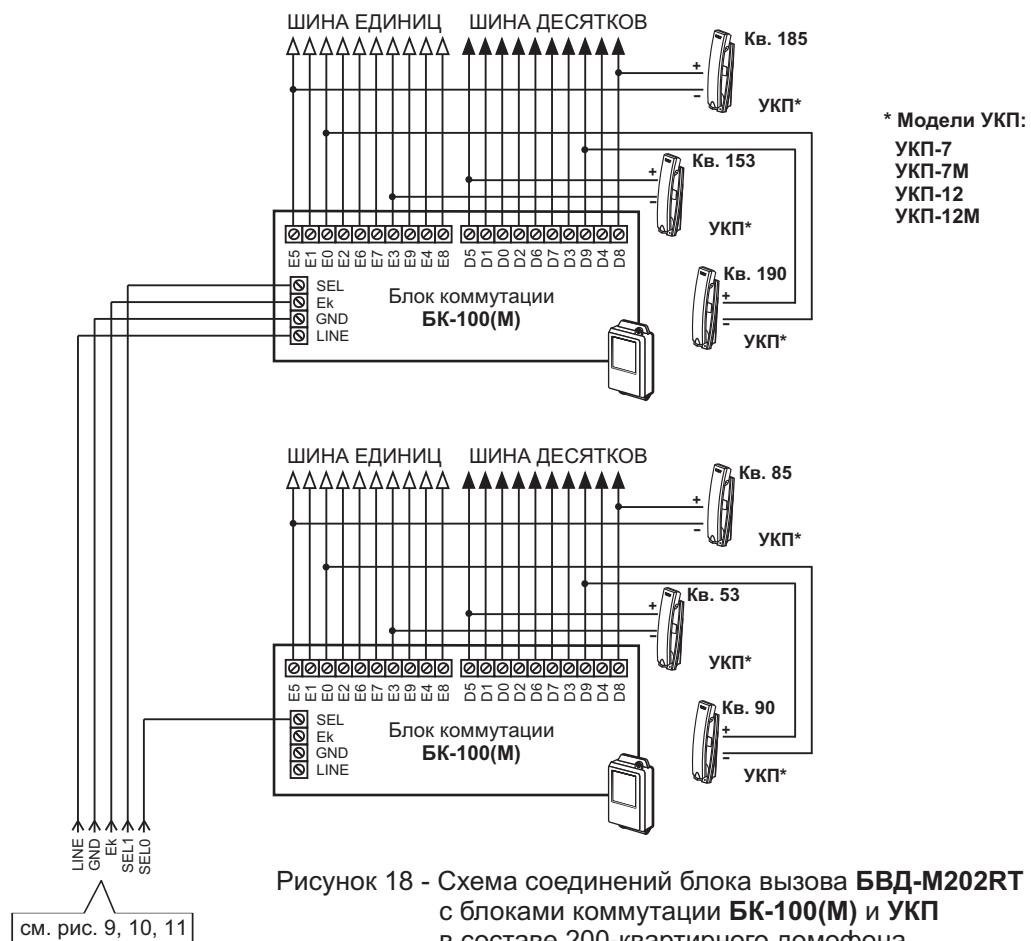 ШИНА ЕДИНИЦ ШИНА ДЕСЯТКОВ
Кв. 185
+
−
УКП*
* Модели УКП:
УКП-7
УКП-7М
УКП-12
УКП-12М
Кв. 153
+
−
УКП*
E5 E1 E0 E2 E6 E7 E3 E9 E4 E8 D5 D1 D0 D2 D6 D7 D3 D9 D4 D8
SEL
Ek
GND
LINE
Блок коммутации
БК-100(М)
Кв. 190
+
−
УКП*
ШИНА ЕДИНИЦ ШИНА ДЕСЯТКОВ
Кв. 85
+
−
УКП*
Кв. 53
+
−
УКП*
E5 E1 E0 E2 E6 E7 E3 E9 E4 E8 D5 D1 D0 D2 D6 D7 D3 D9 D4 D8
SEL
Ek
GND
LINE
Блок коммутации
БК-100(М)
Кв. 90
+
−
УКП*
LINE
GND
Ek
SEL1
SEL0
см. рис. 9, 10, 11
Рисунок 18 - Схема соединений блока вызова БВД-М202RT
с блоками коммутации БК-100(М) и УКП
в составе 200-квартирного домофона